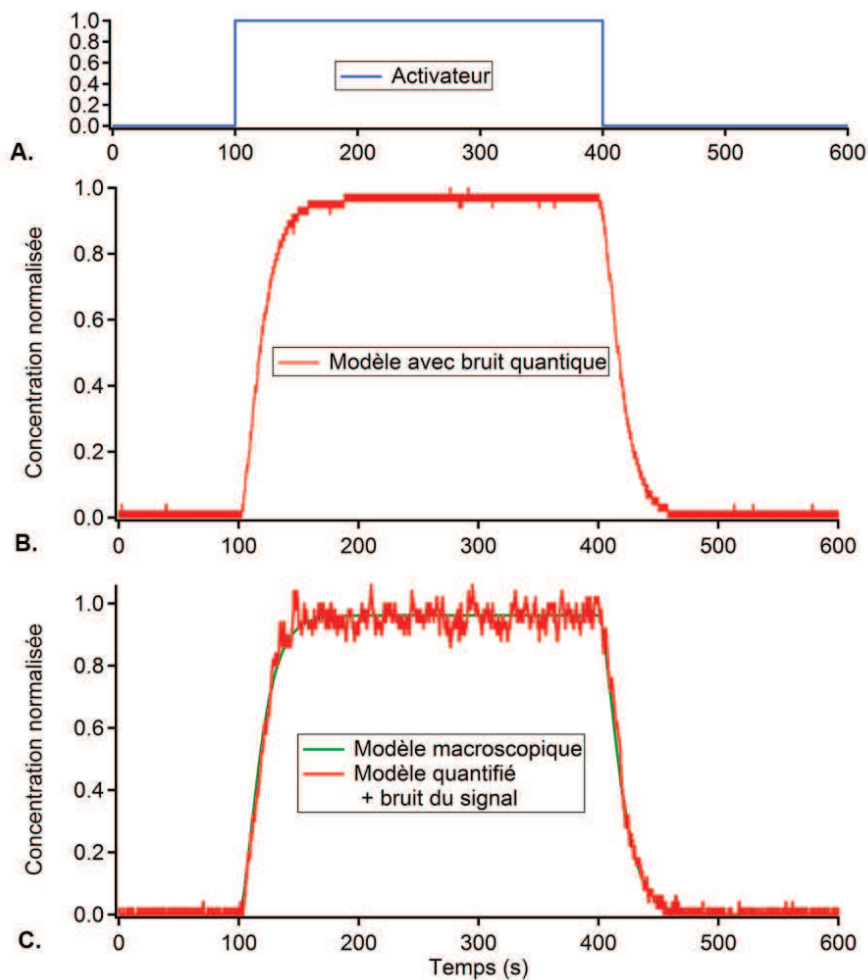 1.0
0.8
0.6
0.4
0.2
0.0
Activateur
A.
0 100 200 300 400 500 600
Concentration normalisée
1.0
0.8
0.6
0.4
0.2
0.0
Modèle avec bruit quantique
B.
0 100 200 300 400 500 600
Concentration normalisée
1.0
0.8
0.6
0.4
0.2
0.0
Modèle macroscopique
Modèle quantifié
+ bruit du signal
C.
0 100 200 300 400 500 600
Temps (s)